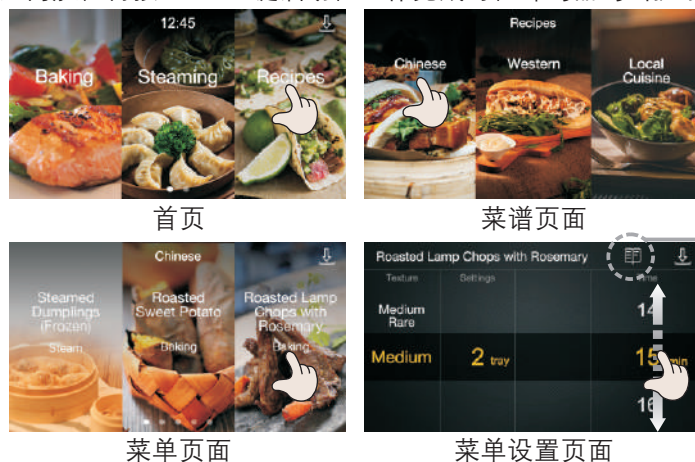 12:45
Baking
Steaming
Recipes
首页
Recipes
Chinese
Western
Local
Cuisine
菜谱页面
Chinese
Steamed
Dumplings
(Frozen)
Steam
Roasted
Sweet Potato
Baking
Roasted Lamp
Chops with
Rosemary
Baking
菜单页面
Roasted Lamp Chops with Rosemary
Texture
Settings
Time
Medium
Rare
14
Medium
2 tray
15 min
16
菜单设置页面